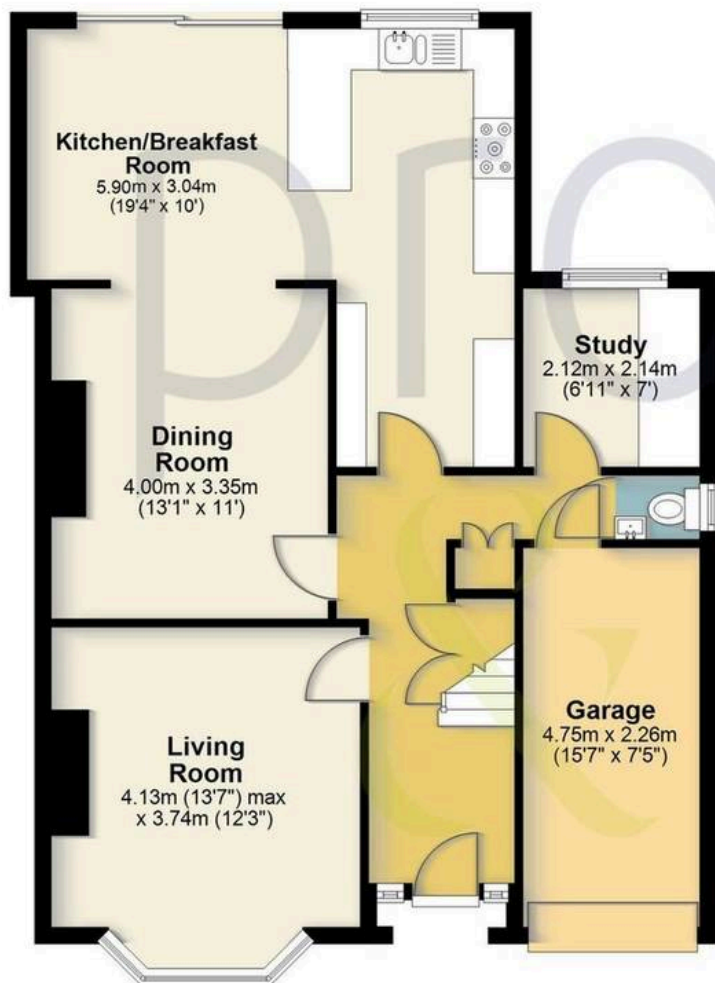 Kitchen/Breakfast
Room
5.90m x 3.04m
(19'4" x 10')
Study
2.12m x 2.14m
(6'11" x 7')
Dining
Room
4.00m x 3.35m
(13'1" x 11')
Garage
4.75m x 2.26m
(15'7" x 7'5")
Living
Room
4.13m (13'7") max
x 3.74m (12'3")
pro
&